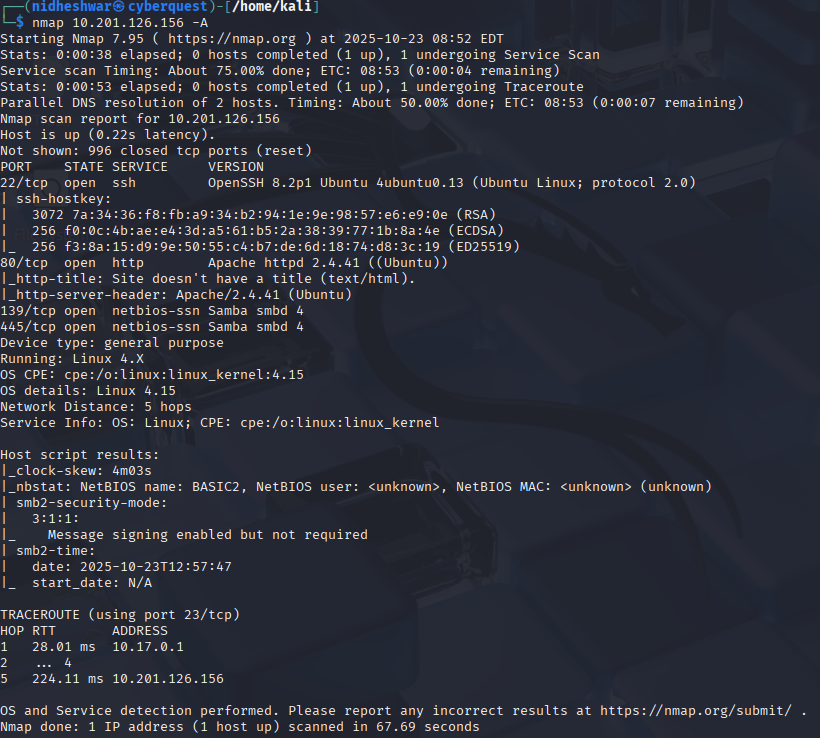 ┌──(nidheshwar㉿cyberquest)-[/home/kali]
└─$ nmap 10.201.126.156 -A
Starting Nmap 7.95 ( https://nmap.org ) at 2025-10-23 08:52 EDT
Stats: 0:00:38 elapsed; 0 hosts completed (1 up), 1 undergoing Service Scan
Service scan Timing: About 75.00% done; ETC: 08:53 (0:00:04 remaining)
Stats: 0:00:53 elapsed; 0 hosts completed (1 up), 1 undergoing Traceroute
Parallel DNS resolution of 2 hosts. Timing: About 50.00% done; ETC: 08:53 (0:00:07 remaining)
Nmap scan report for 10.201.126.156
Host is up (0.22s latency).
Not shown: 996 closed tcp ports (reset)
PORT    STATE SERVICE     VERSION
22/tcp  open  ssh         OpenSSH 8.2p1 Ubuntu 4ubuntu0.13 (Ubuntu Linux; protocol 2.0)
| ssh-hostkey:
|   3072 7a:34:36:f8:fb:a9:34:b2:94:1e:9e:98:57:e6:e9:0e (RSA)
|   256 f0:0c:4b:ae:e4:3d:a5:61:b5:2a:38:39:77:1b:8a:4e (ECDSA)
|_  256 f3:8a:15:d9:9e:50:55:c4:b7:de:6d:18:74:d8:3c:19 (ED25519)
80/tcp  open  http        Apache httpd 2.4.41 ((Ubuntu))
|_http-title: Site doesn't have a title (text/html).
|_http-server-header: Apache/2.4.41 (Ubuntu)
139/tcp open  netbios-ssn Samba smbd 4
445/tcp open  netbios-ssn Samba smbd 4
Device type: general purpose
Running: Linux 4.X
OS CPE: cpe:/o:linux:linux_kernel:4.15
OS details: Linux 4.15
Network Distance: 5 hops
Service Info: OS: Linux; CPE: cpe:/o:linux:linux_kernel
Host script results:
|_clock-skew: 4m03s
|_nbstat: NetBIOS name: BASIC2, NetBIOS user: <unknown>, NetBIOS MAC: <unknown> (unknown)
| smb2-security-mode:
|   3:1:1:
|_    Message signing enabled but not required
| smb2-time:
|   date: 2025-10-23T12:57:47
|_  start_date: N/A
TRACEROUTE (using port 23/tcp)
HOP RTT       ADDRESS
1   28.01 ms  10.17.0.1
2   ... 4
5   224.11 ms 10.201.126.156
OS and Service detection performed. Please report any incorrect results at https://nmap.org/submit/ .
Nmap done: 1 IP address (1 host up) scanned in 67.69 seconds